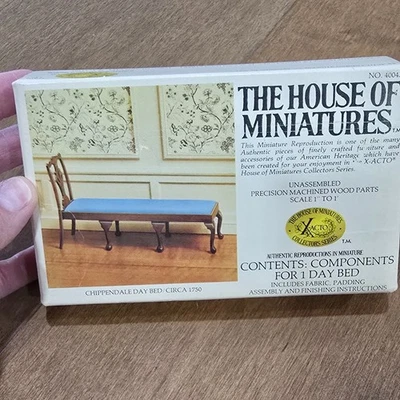 NO. 4004
THE HOUSE OF
MINIATURES T.M.
This Miniature Reproduction is one of the many
Authentic pieces of finely crafted furniture and
accessories of our American Heritage which have
been created for your enjoyment in X-ACTO®
House of Miniatures Collectors Series.
UNASSEMBLED
PRECISION MACHINED WOOD PARTS
SCALE 1" TO 1'
THE HOUSE OF MINIATURES
X-ACTO
COLLECTORS SERIES
T.M.
AUTHENTIC REPRODUCTIONS IN MINIATURE
CONTENTS: COMPONENTS
FOR 1 DAY BED
INCLUDES FABRIC, PADDING,
ASSEMBLY AND FINISHING INSTRUCTIONS
CHIPPENDALE DAY BED: CIRCA 1750